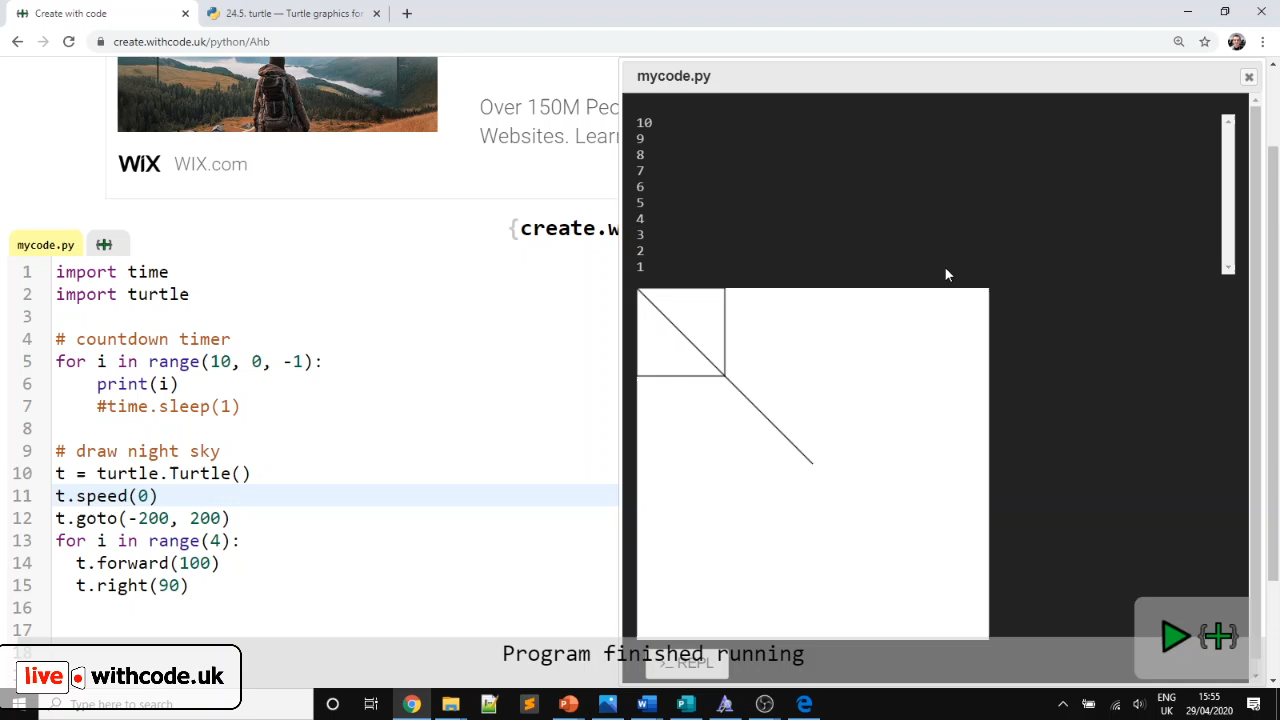 Create with code
24.5. turtle — Turtle graphics for
create.withcode.uk/python/Ahb
WiX WIX.com
Over 150M Peo
Websites. Learn
{create.w
mycode.py
1 import time
2 import turtle
3
4 # countdown timer
5 for i in range(10, 0, -1):
6 print(i)
7 #time.sleep(1)
8
9 # draw night sky
10 t = turtle.Turtle()
11 t.speed(0)
12 t.goto(-200, 200)
13 for i in range(4):
14 t.forward(100)
15 t.right(90)
16
17
18
mycode.py
10
9
8
7
6
5
4
3
2
1
Program finished running
>_ REPL
live withcode.uk
Type here to search
ENG
UK
15:55
29/04/2020